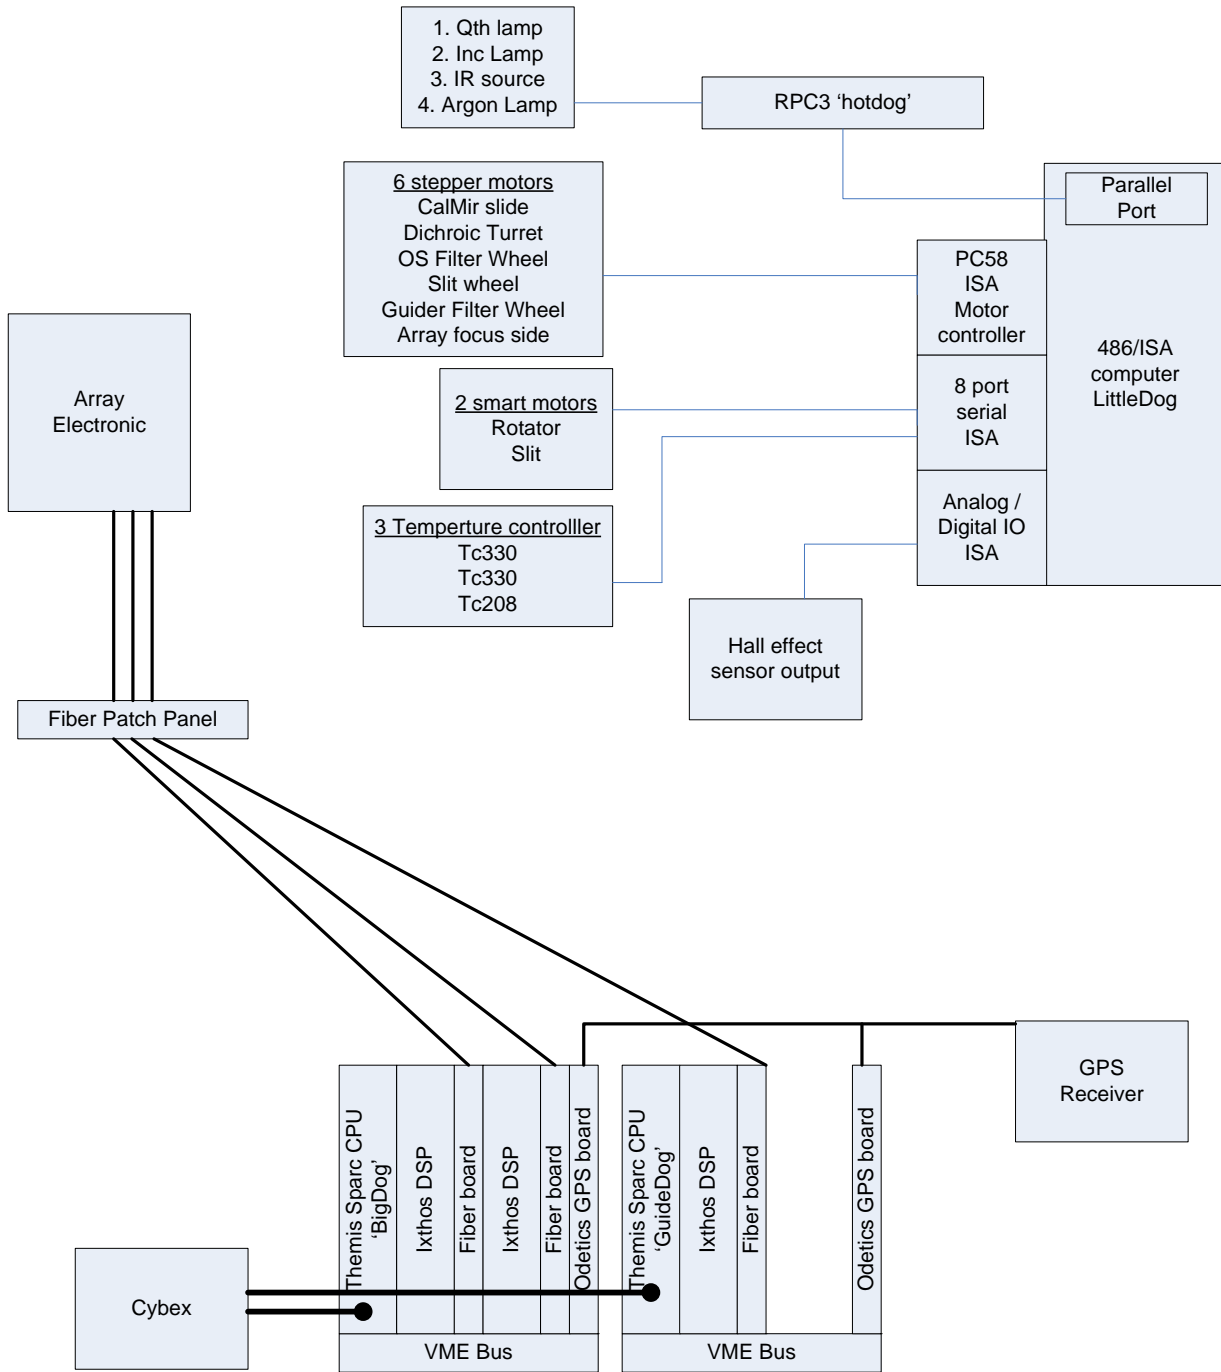 1. Qth lamp
2. Inc Lamp
3. IR source
4. Argon Lamp
RPC3 ‘hotdog’
6 stepper motors
CalMir slide
Dichroic Turret
OS Filter Wheel
Slit wheel
Guider Filter Wheel
Array focus side
Parallel
Port
PC58
ISA
Motor
controller
486/ISA
computer
LittleDog
8 port
serial
ISA
Analog /
Digital IO
ISA
2 smart motors
Rotator
Slit
3 Temperture controlller
Tc330
Tc330
Tc208
Hall effect
sensor output
Array
Electronic
Fiber Patch Panel
GPS
Receiver
Themis Sparc CPU
‘BigDog’
Ixthos DSP
Fiber board
Ixthos DSP
Fiber board
Odetics GPS board
Themis Sparc CPU
‘GuideDog’
Ixthos DSP
Fiber board
Odetics GPS board
Cybex
VME Bus
VME Bus